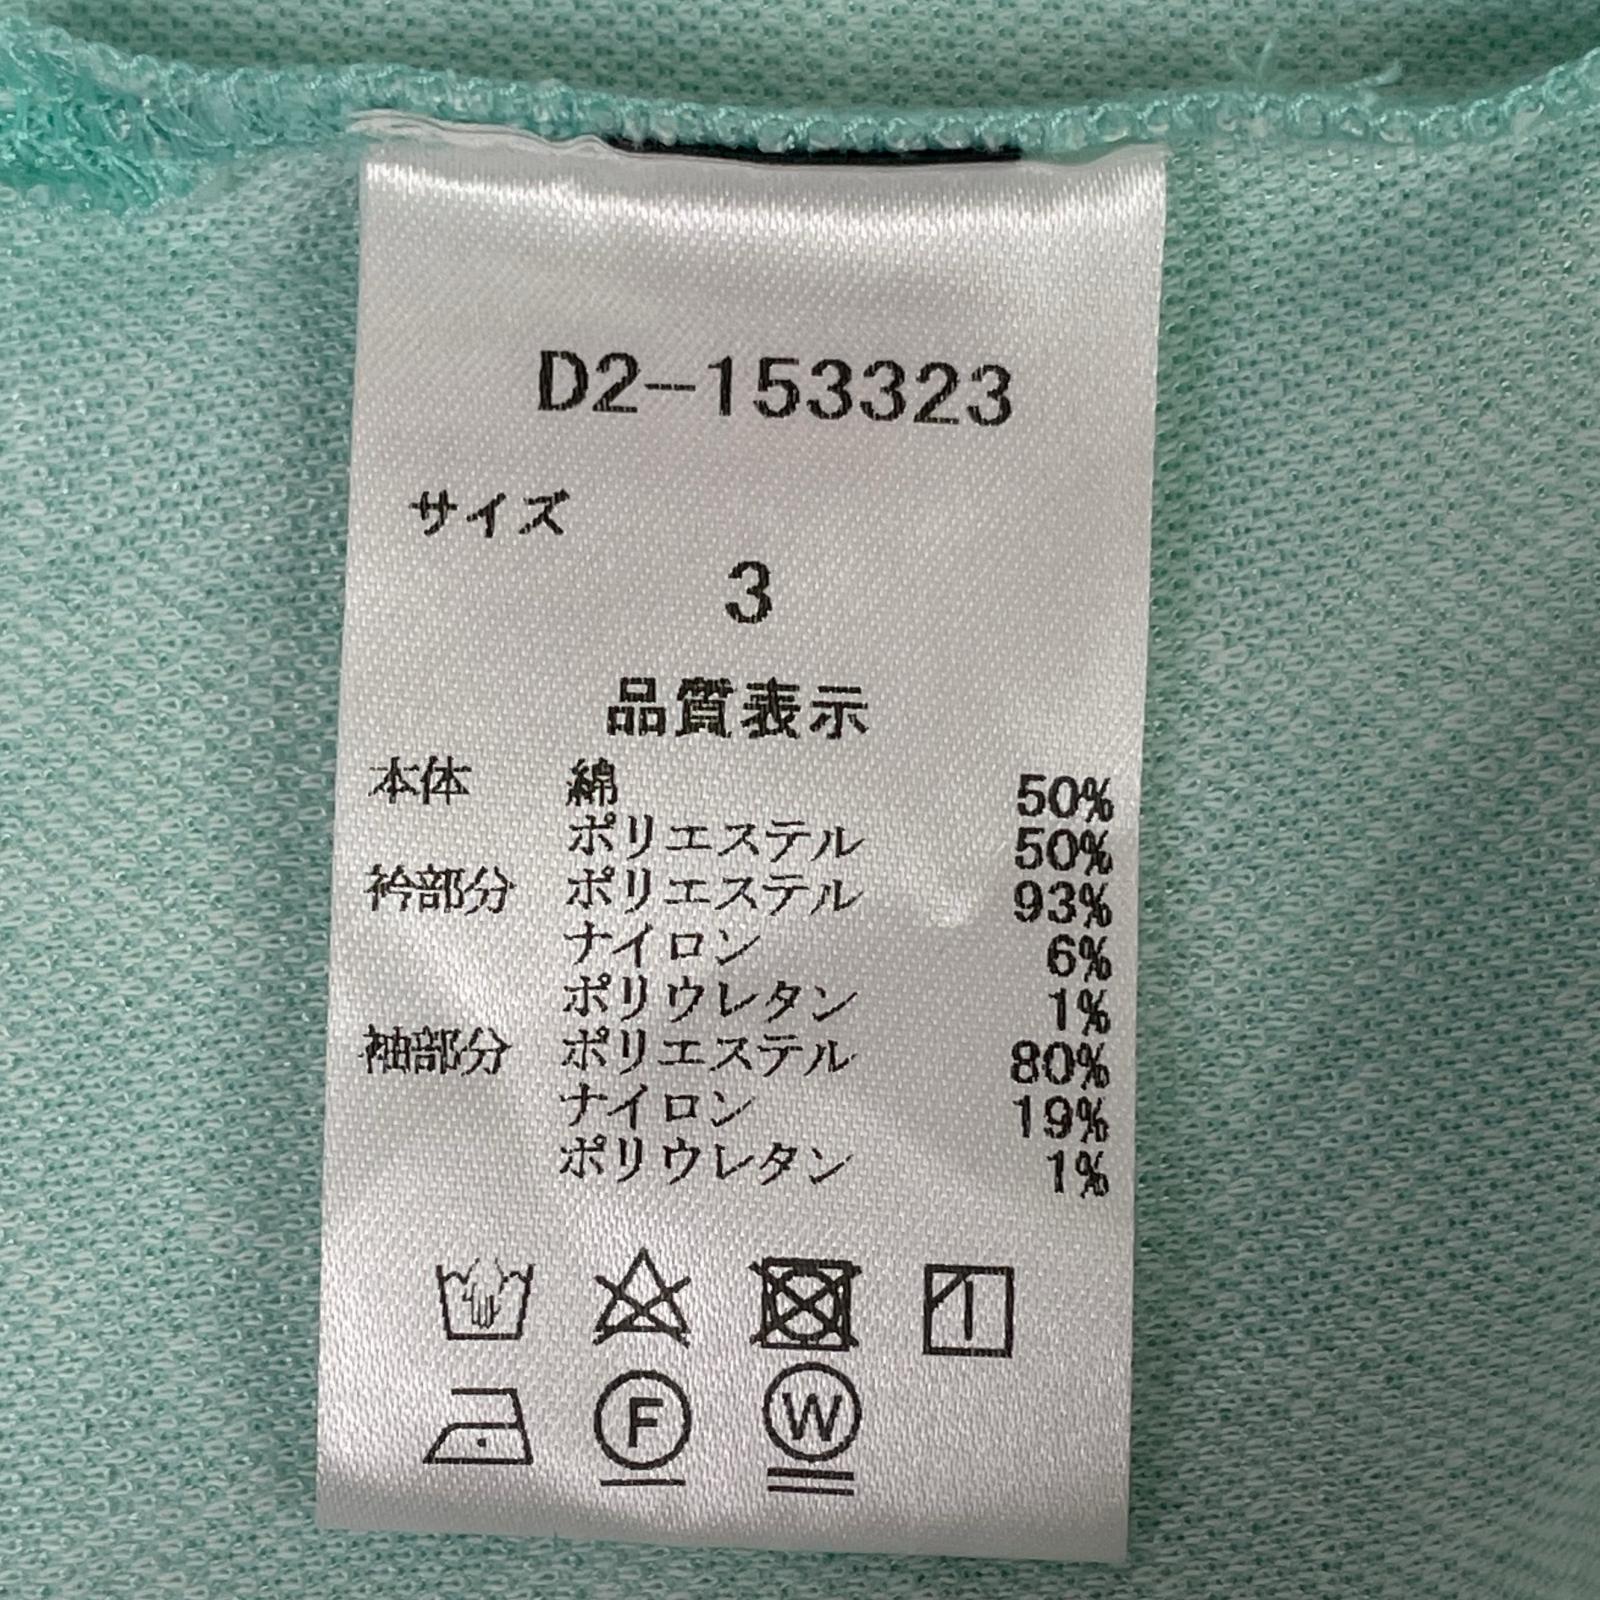 D2-153323
サイズ
3
品質表示
本体 綿 50%
ポリエステル 50%
衿部分 ポリエステル 93%
ナイロン 6%
ポリウレタン 1%
袖部分 ポリエステル 80%
ナイロン 19%
ポリウレタン 1%
F W